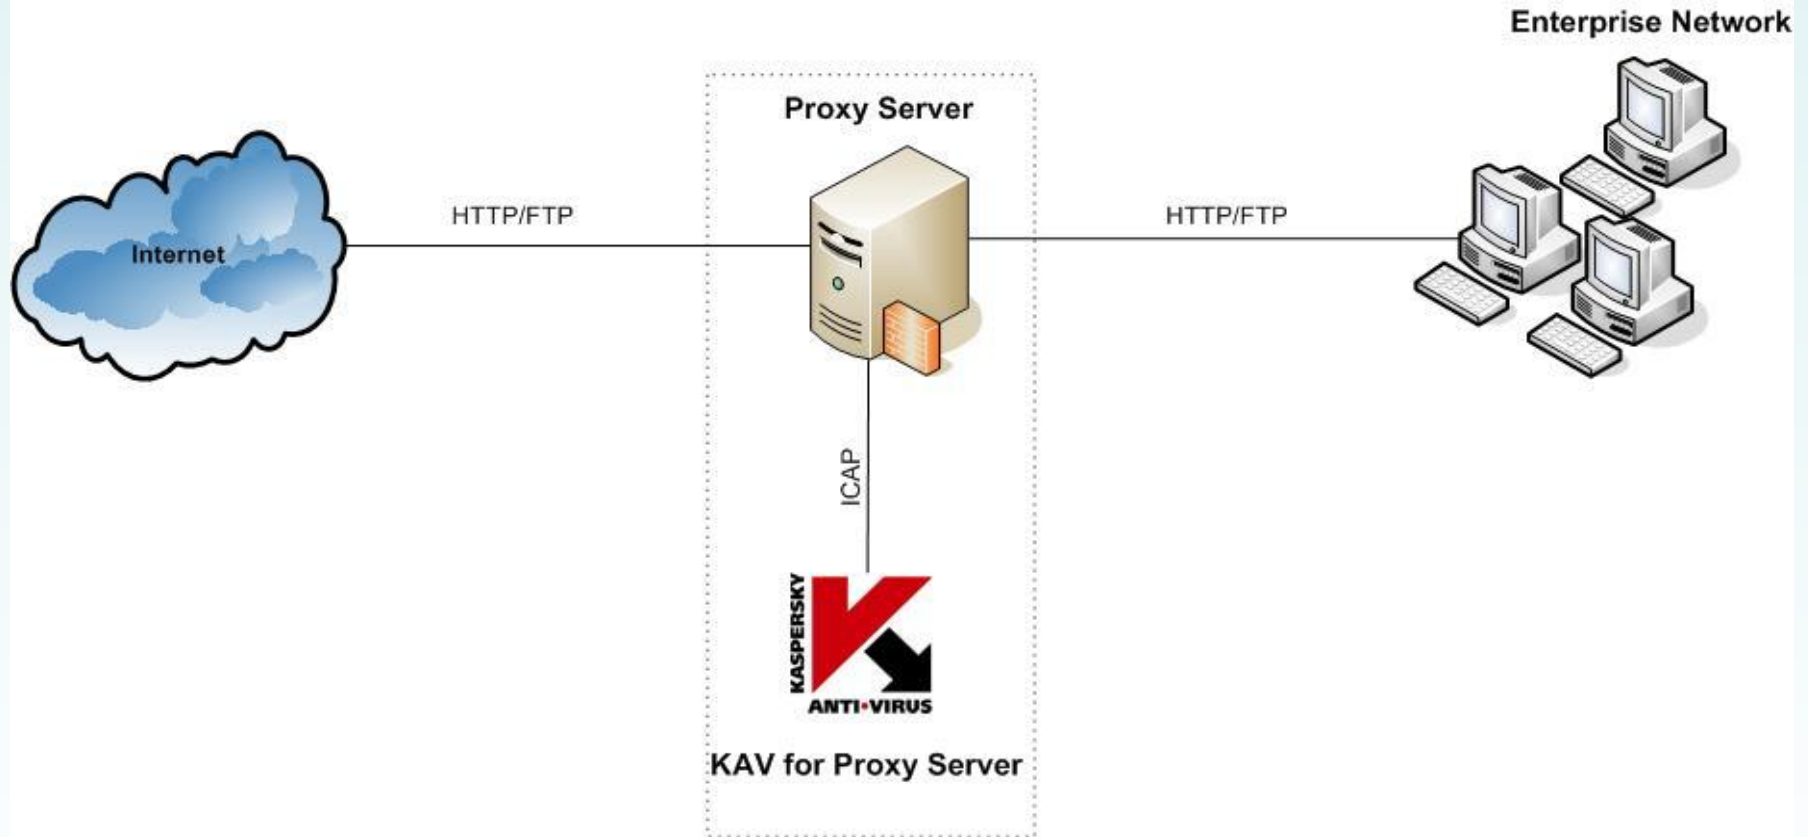 Enterprise Network
Proxy Server
HTTP/FTP
HTTP/FTP
Internet
ICAP
KASPERSKY
ANTI•VIRUS
KAV for Proxy Server